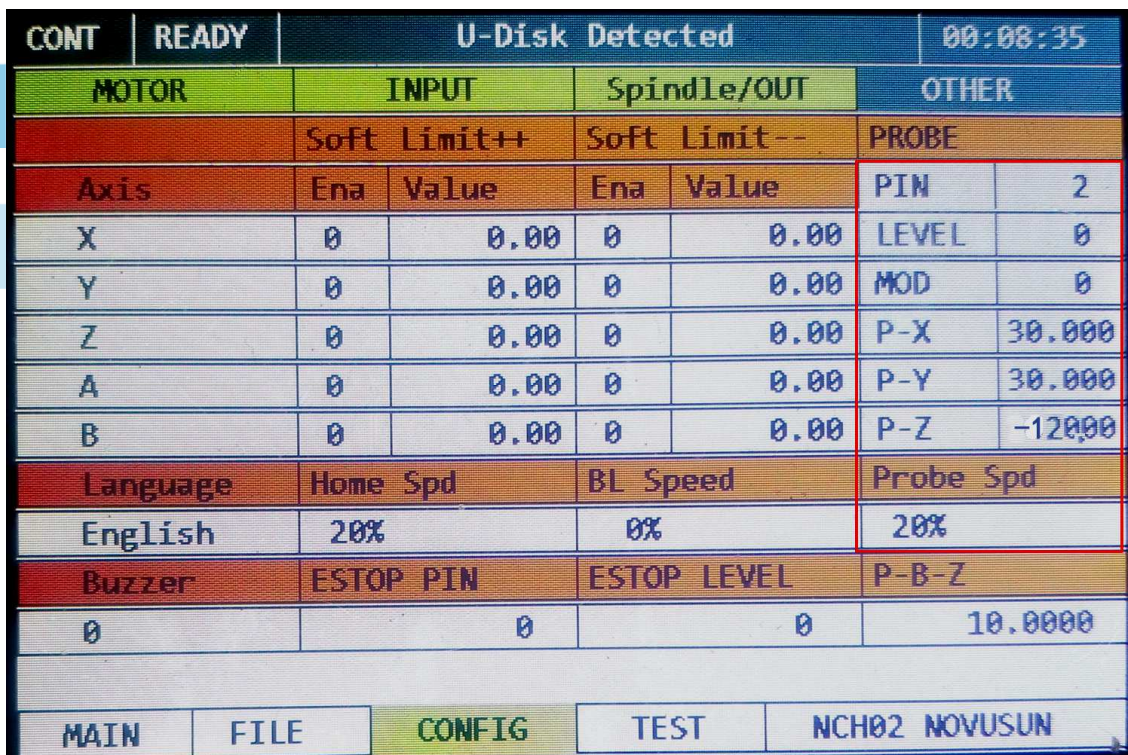 CONT READY U-Disk Detected 00:08:35
MOTOR INPUT Spindle/OUT OTHER
Soft Limit++ Soft Limit-- PROBE
Axis Ena Value Ena Value PIN 2
X 0 0.00 0 0.00 LEVEL 0
Y 0 0.00 0 0.00 MOD 0
Z 0 0.00 0 0.00 P-X 30.000
A 0 0.00 0 0.00 P-Y 30.000
B 0 0.00 0 0.00 P-Z
Language Home Spd BL Speed Probe Spd
English 20% 0% 20%
Buzzer ESTOP PIN ESTOP LEVEL P-B-Z
0 0 0 10.0000
MAIN FILE CONFIG TEST NCH02 NOVUSUN